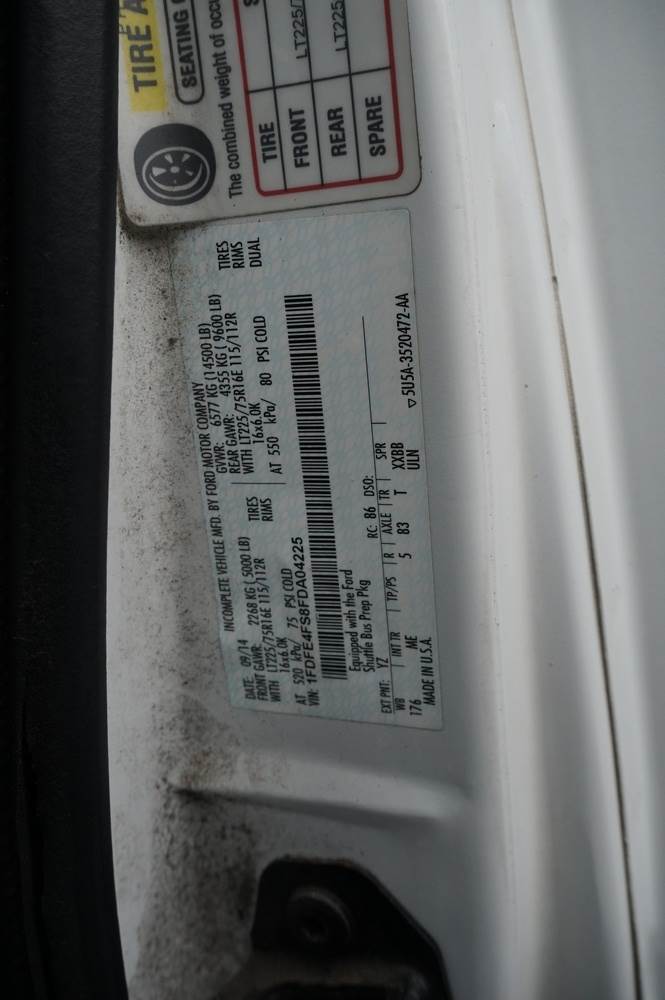 TIRE A
SEATING
The combined weight of occu
TIRE
FRONT LT225/7
REAR LT225
SPARE
INCOMPLETE VEHICLE MFD. BY FORD MOTOR COMPANY
DATE: 09/14 GVWR: 6577 KG (14500 LB)
FRONT GAWR: 2268 KG (5000 LB) REAR GAWR: 4355 KG (9600 LB)
WITH LT225/75R16E 115/112R TIRES WITH LT225/75R16E 115/112R TIRES
16x6.0K RIMS 16x6.0K RIMS
AT 520 kPa/ 75 PSI COLD AT 550 kPa/ 80 PSI COLD DUAL
VIN: 1FDFE4FS8FDA04225
Equipped with the Ford
Shuttle Bus Prep Pkg
RC: 86 DSO:
EXT PNT: YZ
WB INT TR TP/PS R AXLE TR SPR
176 ME 5 83 T XXBB
MADE IN U.S.A. ULN
▽5U5A-3520472-AA